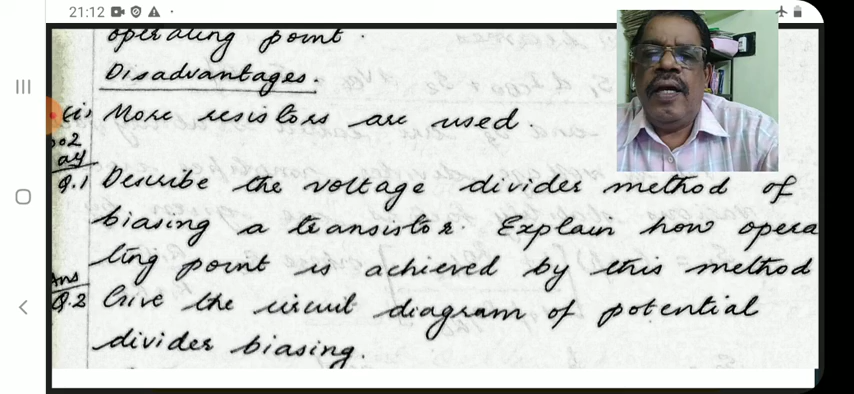 21:12
operating point.
Disadvantages.
(i) More resistors are used.
Q.1 Describe the voltage divider method of
biasing a transistor. Explain how opera
ting point is achieved by this method
Ans
Q.2 Give the circuit diagram of potential
divider biasing.